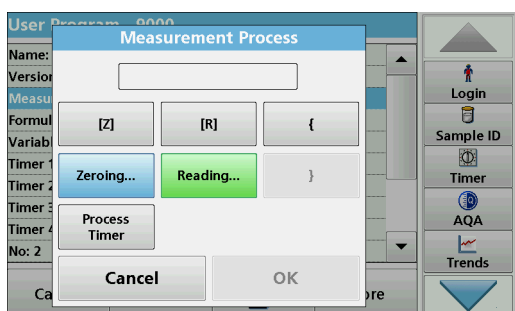 User Program 9000
Measurement Process
Name:
Version
Measu
Formul
Variabl
Timer 1
Timer 2
Timer 3
Timer 4
No: 2
[Z]
[R]
{
Zeroing...
Reading...
}
Process
Timer
Cancel
OK
Ca
ore
Login
Sample ID
Timer
AQA
Trends